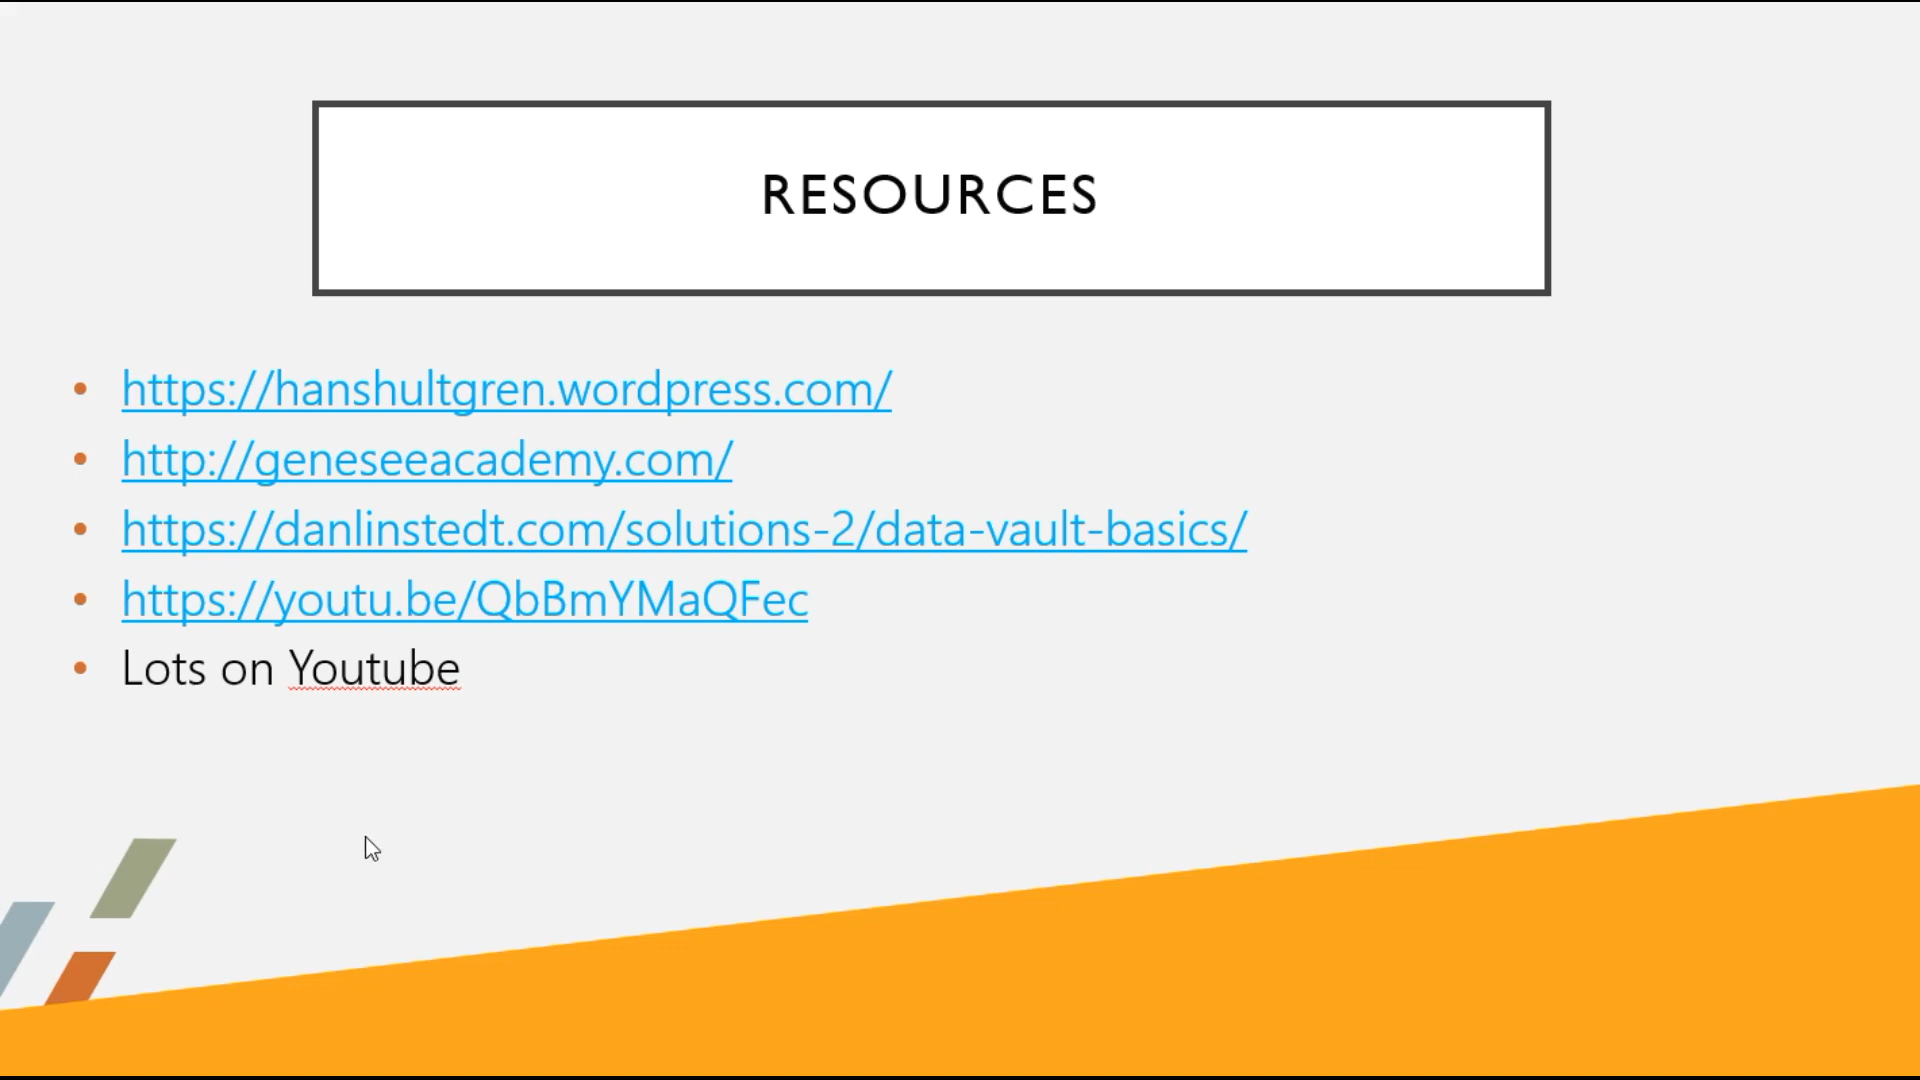 RESOURCES
https://hanshultgren.wordpress.com/
http://geneseeacademy.com/
https://danlinstedt.com/solutions-2/data-vault-basics/
https://youtu.be/QbBmYMaQFec
Lots on Youtube